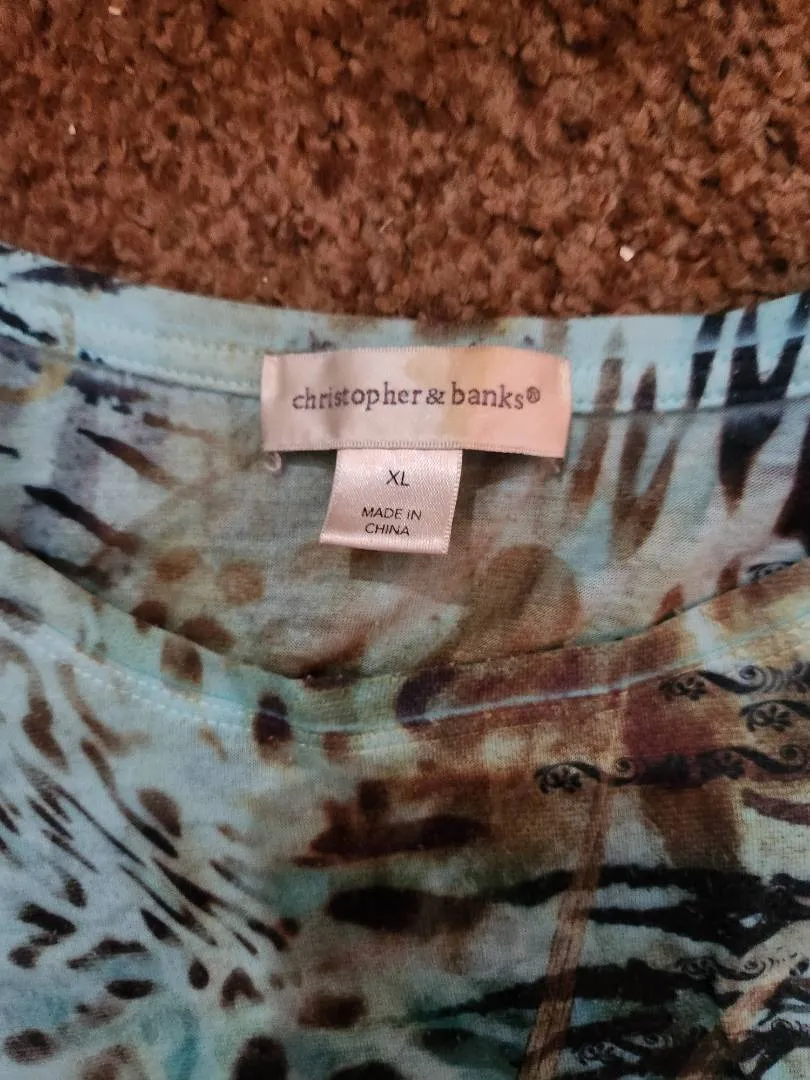 christopher & banks®
XL
MADE IN
CHINA